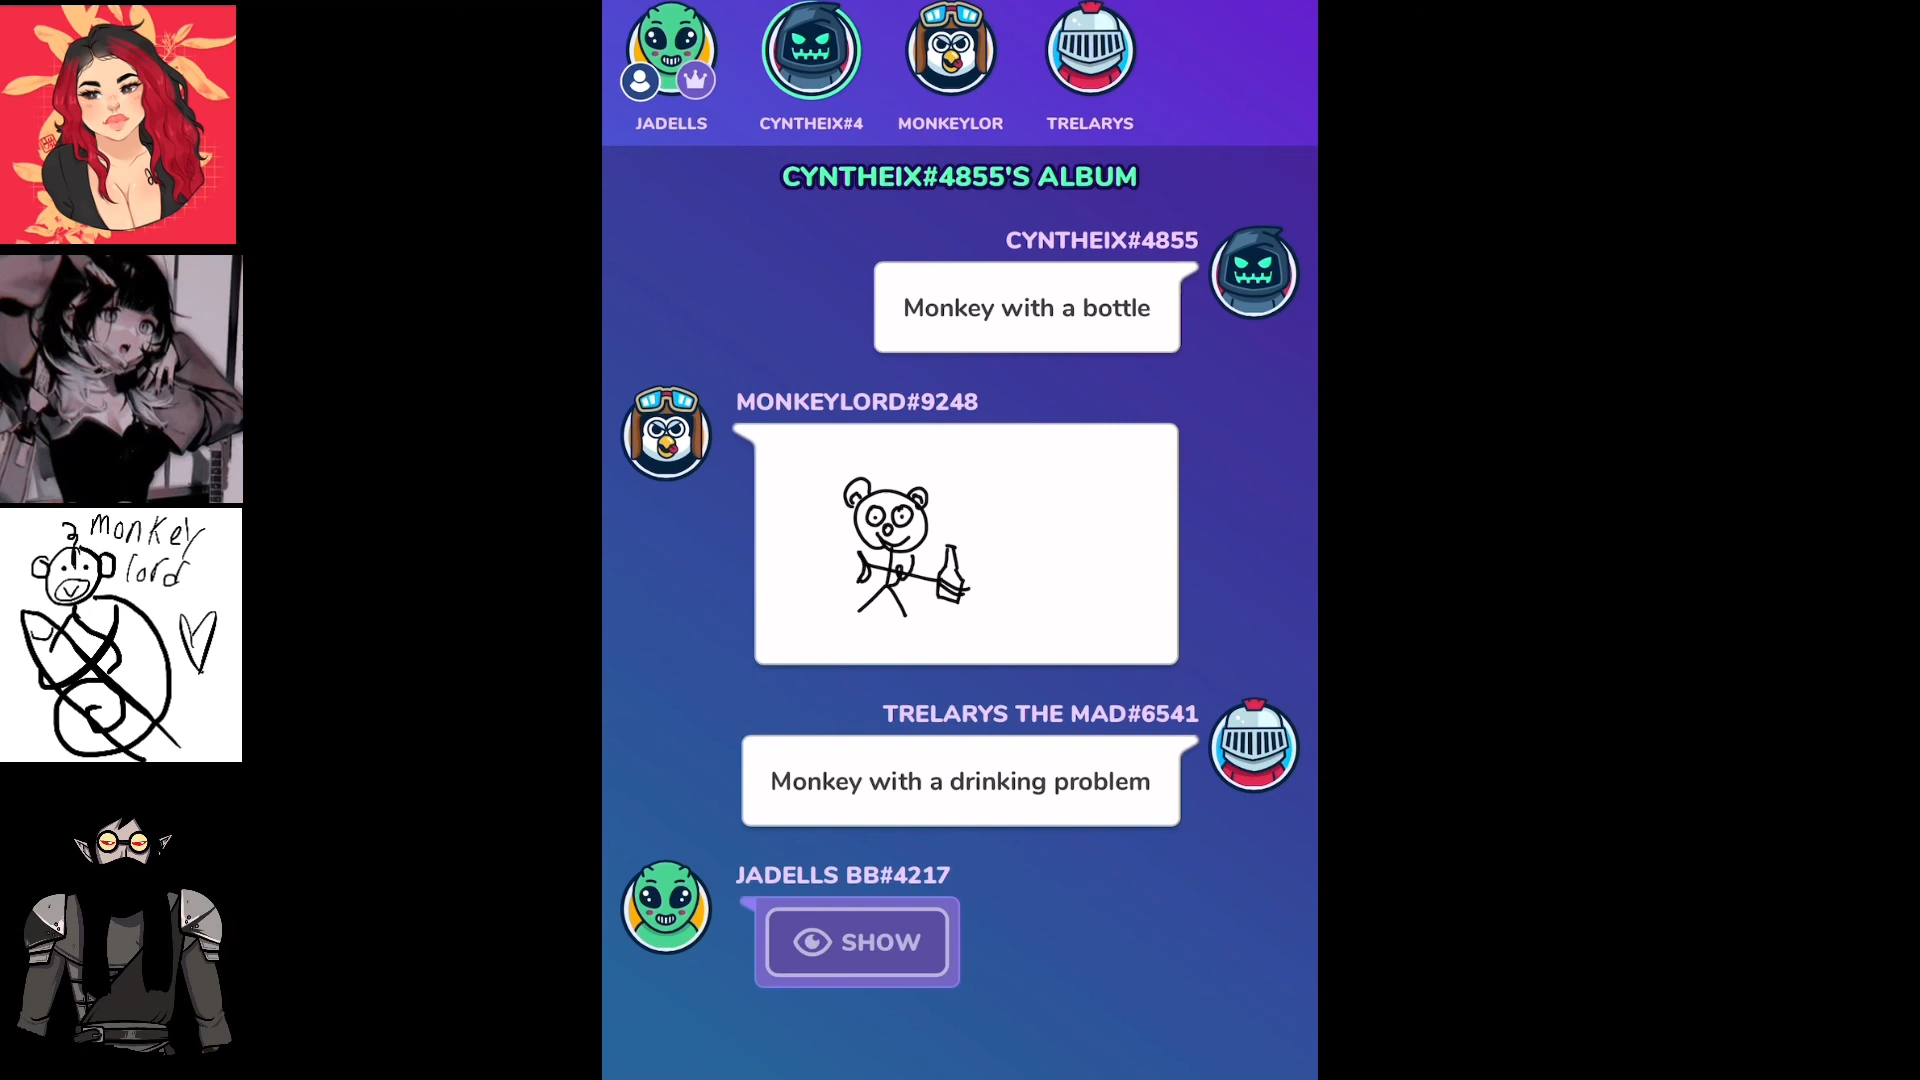 JADELLS
CYNTHEIX#4
MONKEYLOR
TRELARYS
CYNTHEIX#4855'S ALBUM
CYNTHEIX#4855
Monkey with a bottle
MONKEYLORD#9248
TRELARYS THE MAD#6541
Monkey with a drinking problem
JADELLS BB#4217
SHOW
monkey
lord